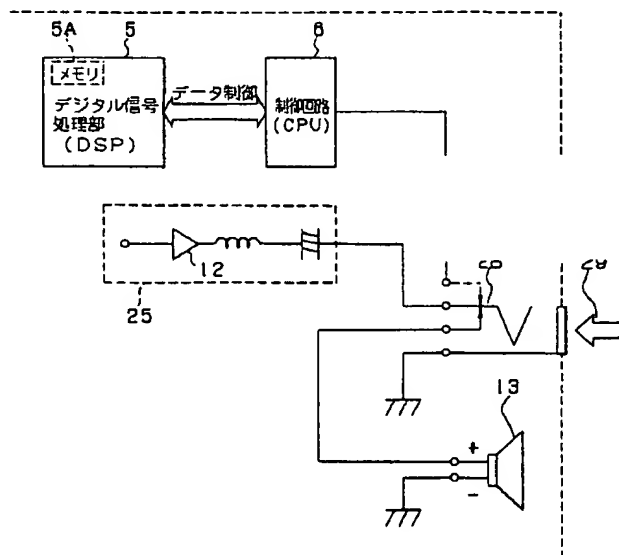 5A 5 6
メモリ
デジタル信号
処理部
(DSP)
データ制御
制御回路
(CPU)
12
25
13
+
-